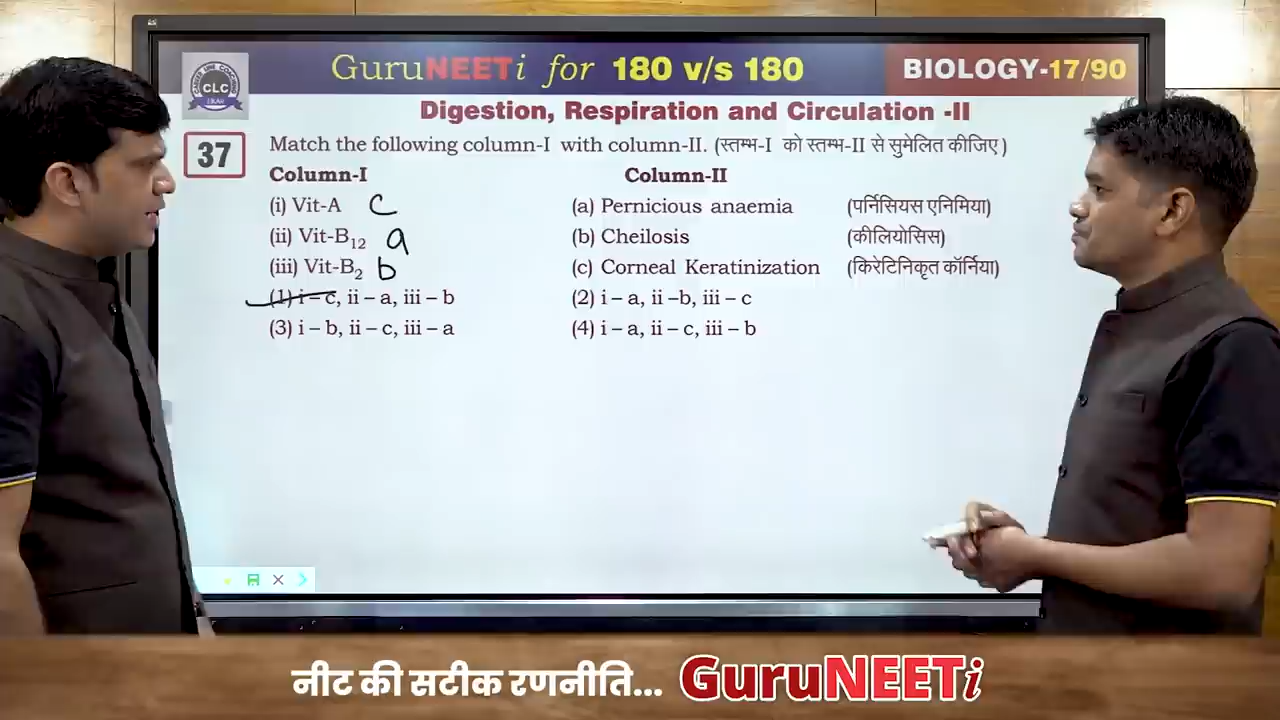 CLC
GuruNEETi for 180 v/s 180
BIOLOGY-17/90
Digestion, Respiration and Circulation -II
37
Match the following column-I with column-II. (स्तम्भ-I को स्तम्भ-II से सुमेलित कीजिए)
Column-I Column-II
(i) Vit-A C (a) Pernicious anaemia (पर्निसियस एनिमिया)
(ii) Vit-B12 a (b) Cheilosis (कीलियोसिस)
(iii) Vit-B2 b (c) Corneal Keratinization (किरेटिनिकृत कॉर्निया)
(1) i – c, ii – a, iii – b (2) i – a, ii –b, iii – c
(3) i – b, ii – c, iii – a (4) i – a, ii – c, iii – b
नीट की सटीक रणनीति... GuruNEETi